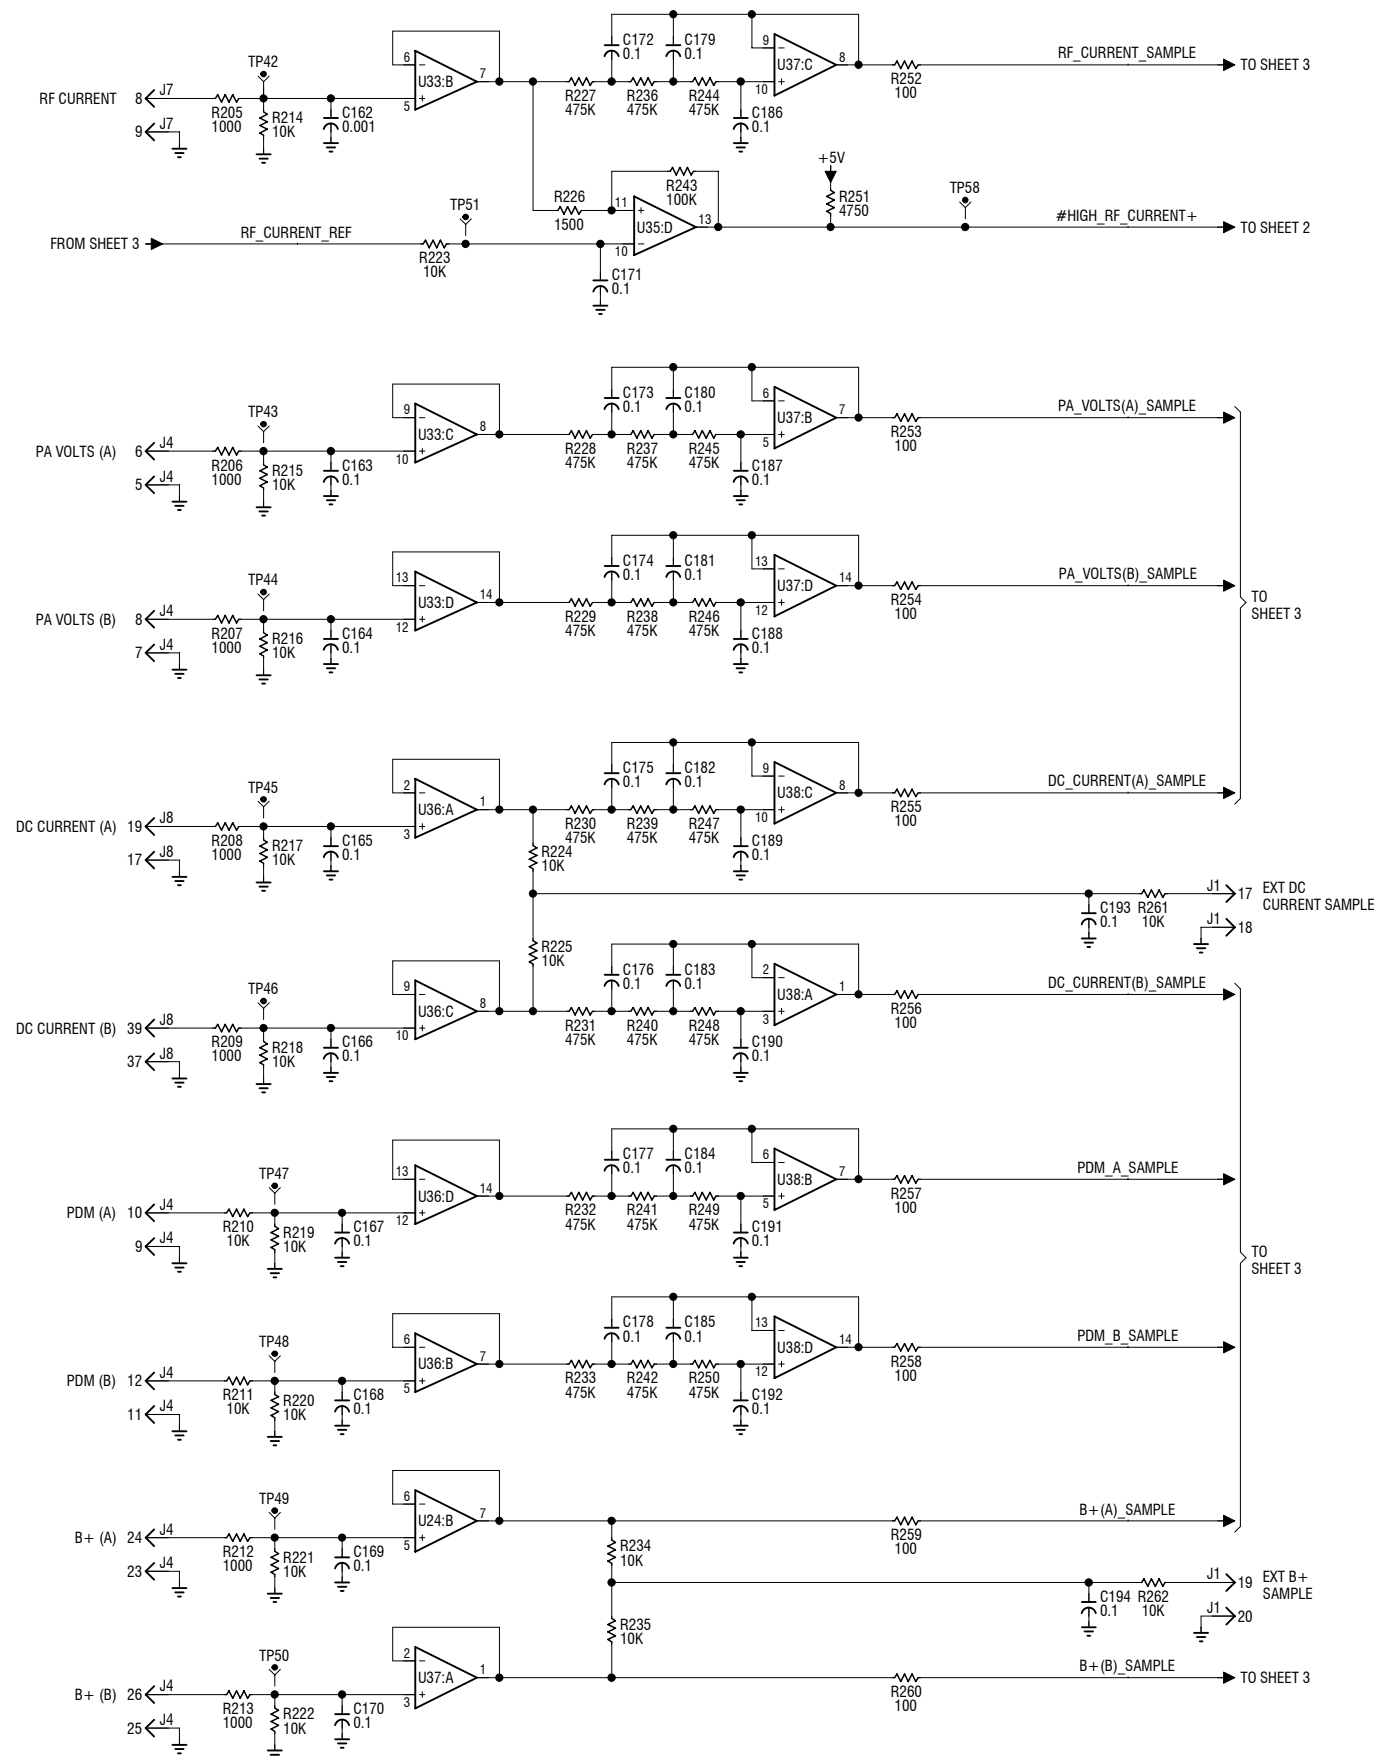 RF CURRENT 8 J7
9 J7
R205
1000
TP42
R214
10K
C162
0.001
6
5
U33:B
7
− +
R227
475K
C172
0.1
R236
475K
C179
0.1
R244
475K
C186
0.1
9
10
U37:C
8
− +
R252
100
RF_CURRENT_SAMPLE
TO SHEET 3
R226
1500
R243
100K
11
10
U35:D
13
+ −
+5V
R251
4750
TP58
#HIGH_RF_CURRENT+
TO SHEET 2
FROM SHEET 3
RF_CURRENT_REF
R223
10K
TP51
C171
0.1
PA VOLTS (A) 6 J4
5 J4
R206
1000
TP43
R215
10K
C163
0.1
9
10
U33:C
8
− +
R228
475K
C173
0.1
R237
475K
C180
0.1
R245
475K
C187
0.1
6
5
U37:B
7
− +
R253
100
PA_VOLTS(A)_SAMPLE
PA VOLTS (B) 8 J4
7 J4
R207
1000
TP44
R216
10K
C164
0.1
13
12
U33:D
14
− +
R229
475K
C174
0.1
R238
475K
C181
0.1
R246
475K
C188
0.1
13
12
U37:D
14
− +
R254
100
PA_VOLTS(B)_SAMPLE
TO
SHEET 3
DC CURRENT (A) 19 J8
17 J8
R208
1000
TP45
R217
10K
C165
0.1
2
3
U36:A
1
− +
R230
475K
C175
0.1
R239
475K
C182
0.1
R247
475K
C189
0.1
9
10
U38:C
8
− +
R255
100
DC_CURRENT(A)_SAMPLE
R224
10K
R225
10K
C193
0.1
R261
10K
J1 17 EXT DC
CURRENT SAMPLE
J1 18
DC CURRENT (B) 39 J8
37 J8
R209
1000
TP46
R218
10K
C166
0.1
9
10
U36:C
8
− +
R231
475K
C176
0.1
R240
475K
C183
0.1
R248
475K
C190
0.1
2
3
U38:A
1
− +
R256
100
DC_CURRENT(B)_SAMPLE
PDM (A) 10 J4
9 J4
R210
10K
TP47
R219
10K
C167
0.1
13
12
U36:D
14
− +
R232
475K
C177
0.1
R241
475K
C184
0.1
R249
475K
C191
0.1
6
5
U38:B
7
− +
R257
100
PDM_A_SAMPLE
TO
SHEET 3
PDM (B) 12 J4
11 J4
R211
10K
TP48
R220
10K
C168
0.1
6
5
U36:B
7
− +
R233
475K
C178
0.1
R242
475K
C185
0.1
R250
475K
C192
0.1
13
12
U38:D
14
− +
R258
100
PDM_B_SAMPLE
B+ (A) 24 J4
23 J4
R212
1000
TP49
R221
10K
C169
0.1
6
5
U24:B
7
− +
R259
100
B+(A)_SAMPLE
R234
10K
R235
10K
C194
0.1
R262
10K
J1 19 EXT B+
SAMPLE
J1 20
B+ (B) 26 J4
25 J4
R213
1000
TP50
R222
10K
C170
0.1
2
3
U37:A
1
− +
R260
100
B+(B)_SAMPLE
TO SHEET 3